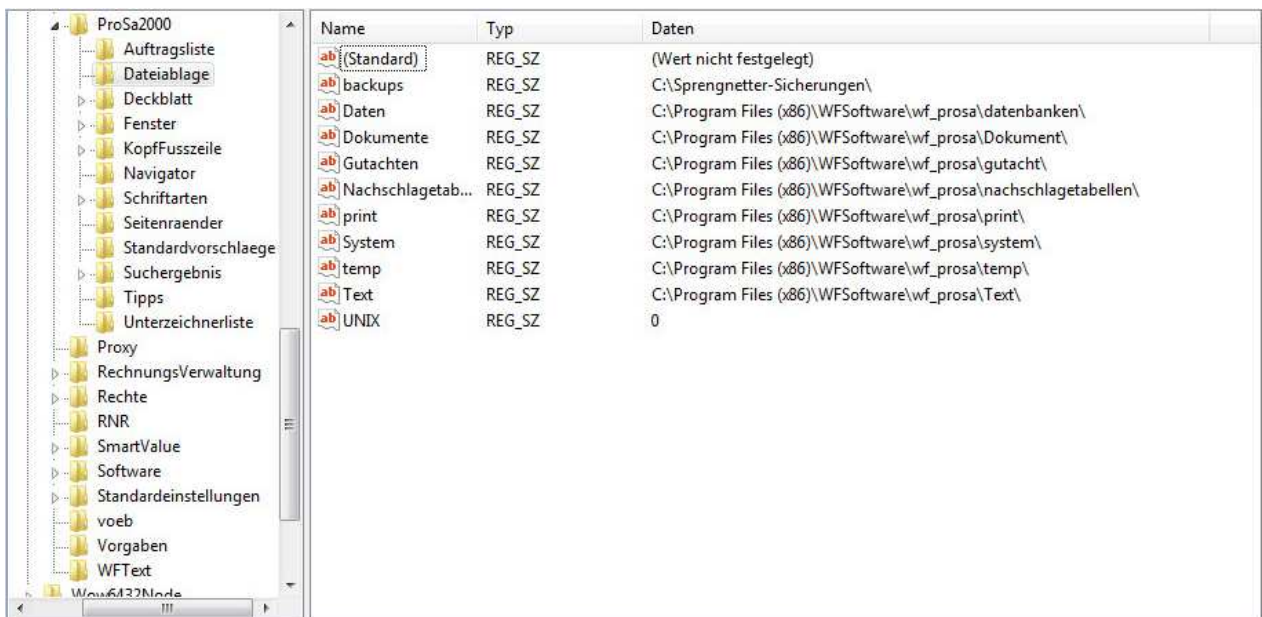 ProSa2000
Auftragsliste
Dateiablage
Deckblatt
Fenster
KopfFusszeile
Navigator
Schriftarten
Seitenraender
Standardvorschlaege
Suchergebnis
Tipps
Unterzeichnerliste
Proxy
RechnungsVerwaltung
Rechte
RNR
SmartValue
Software
Standardeinstellungen
voeb
Vorgaben
WFText
Wow6432Node
Name Typ Daten
(Standard) REG_SZ (Wert nicht festgelegt)
backups REG_SZ C:\Sprengnetter-Sicherungen\
Daten REG_SZ C:\Program Files (x86)\WFSoftware\wf_prosa\datenbanken\
Dokumente REG_SZ C:\Program Files (x86)\WFSoftware\wf_prosa\Dokument\
Gutachten REG_SZ C:\Program Files (x86)\WFSoftware\wf_prosa\gutacht\
Nachschlagetab... REG_SZ C:\Program Files (x86)\WFSoftware\wf_prosa\nachschlagetabellen\
print REG_SZ C:\Program Files (x86)\WFSoftware\wf_prosa\print\
System REG_SZ C:\Program Files (x86)\WFSoftware\wf_prosa\system\
temp REG_SZ C:\Program Files (x86)\WFSoftware\wf_prosa\temp\
Text REG_SZ C:\Program Files (x86)\WFSoftware\wf_prosa\Text\
UNIX REG_SZ 0